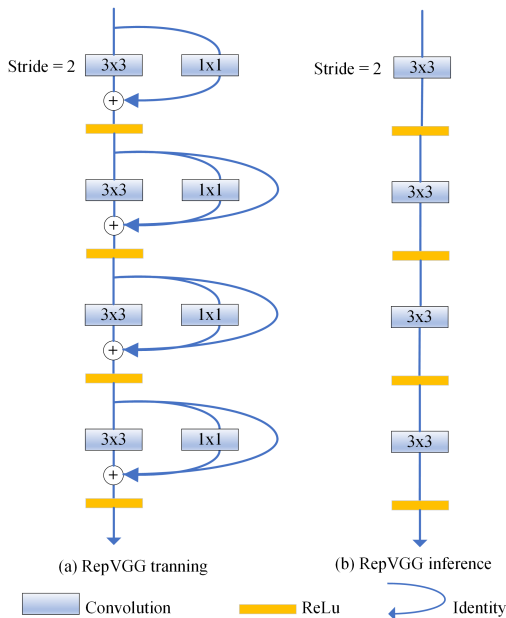 Stride = 2
3x3
1x1
+
3x3
1x1
+
3x3
1x1
+
3x3
1x1
+
(a) RepVGG tranning
Stride = 2
3x3
3x3
3x3
3x3
(b) RepVGG inference
Convolution
ReLu
Identity